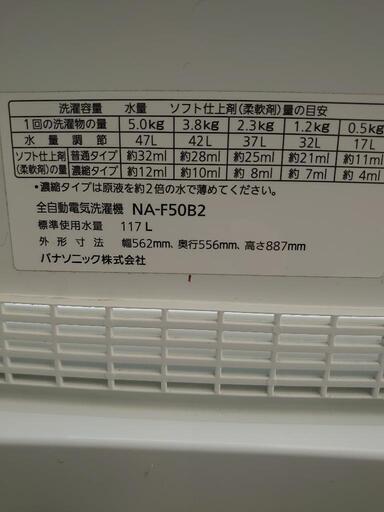 洗濯容量 水量 ソフト仕上剤(柔軟剤)量の目安
1回の洗濯物の量 5.0kg 3.8kg 2.3kg 1.2kg 0.5kg
水量調節 47L 42L 37L 32L 17L
ソフト仕上剤 普通タイプ 約32ml 約28ml 約25ml 約21ml 約11ml
(柔軟剤)の量 濃縮タイプ 約12ml 約10ml 約 8ml 約 7ml 約 4ml
●濃縮タイプは原液を約2倍の水で薄めてください。
全自動電気洗濯機 NA-F50B2
標準使用水量 117 L
外形寸法 幅562mm、奥行556mm、高さ887mm
パナソニック株式会社